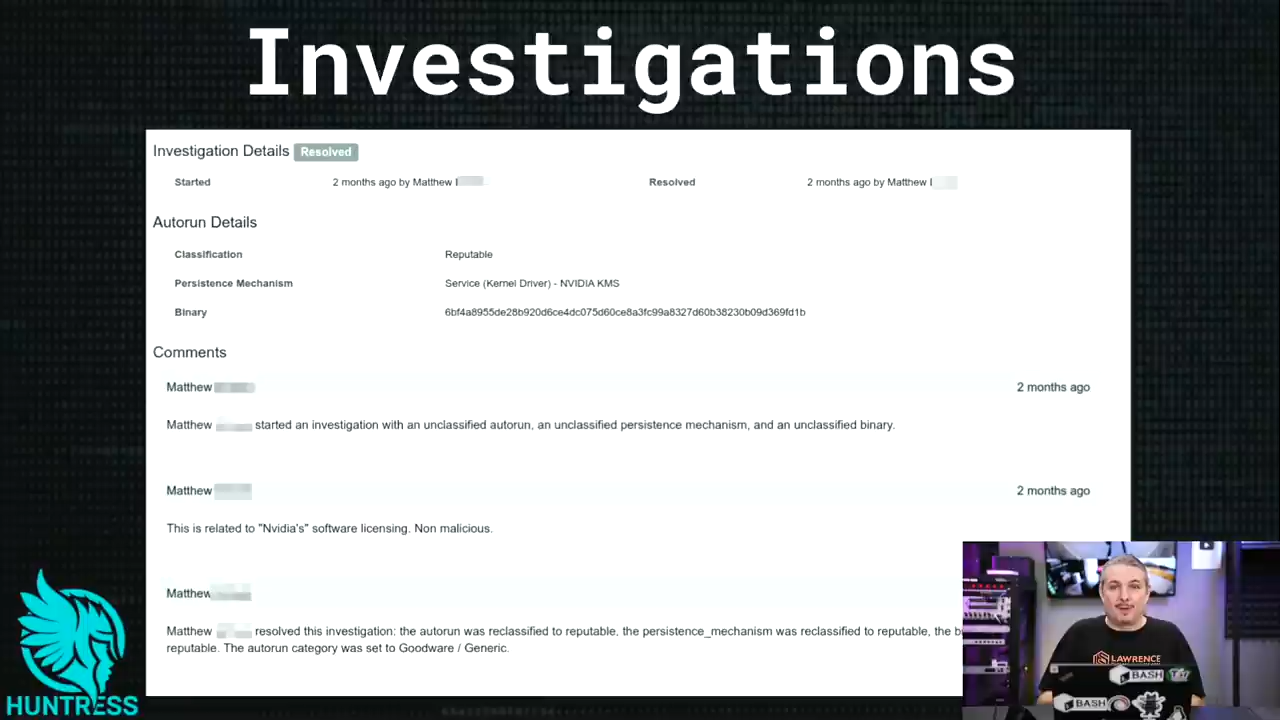 Investigations
Investigation Details Resolved
Started 2 months ago by Matthew Resolved 2 months ago by Matthew
Autorun Details
Classification Reputable
Persistence Mechanism Service (Kernel Driver) - NVIDIA KMS
Binary 6bf4a8955de28b920d6ce4dc075d60ce8a3fc99a8327d60b38230b09d369fd1b
Comments
Matthew 2 months ago
Matthew started an investigation with an unclassified autorun, an unclassified persistence mechanism, and an unclassified binary.
Matthew 2 months ago
This is related to "Nvidia's" software licensing. Non malicious.
Matthew
Matthew resolved this investigation: the autorun was reclassified to reputable, the persistence_mechanism was reclassified to reputable, the
reputable. The autorun category was set to Goodware / Generic.
HUNTRESS
LAWRENCE
BASH
BASH